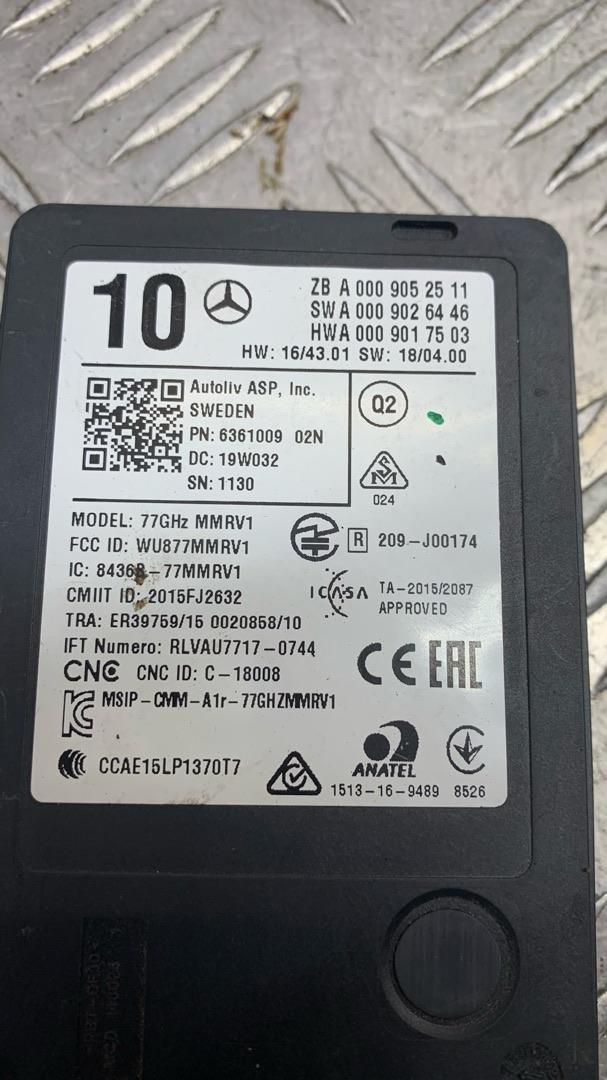 10
ZB A 000 905 25 11
SW A 000 902 64 46
HW A 000 901 75 03
HW: 16/43.01 SW: 18/04.00
Autoliv ASP, Inc.
SWEDEN
PN: 6361009 02N
DC: 19W032
SN: 1130
Q2
S M
024
MODEL: 77GHz MMRV1
FCC ID: WU877MMRV1
IC: 8436B-77MMRV1
CMIIT ID: 2015FJ2632
TRA: ER39759/15 0020858/10
IFT Numero: RLVAU7717-0744
CNC CNC ID: C-18008
MSIP-CMM-A1r-77GHZMMRV1
CCAE15LP1370T7
R 209-J00174
ICASA TA-2015/2087
APPROVED
CE EAC
ANATEL
1513-16-9489 8526